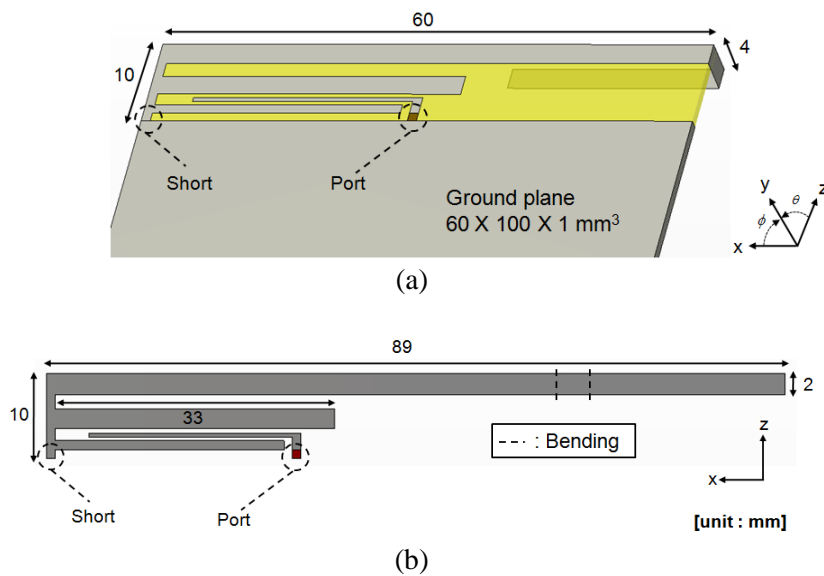 60
4
10
Short
Port
Ground plane
60 X 100 X 1 mm³
y
θ
z
ϕ
x
(a)
89
10
2
33
: Bending
z
x
Short
Port
[unit : mm]
(b)